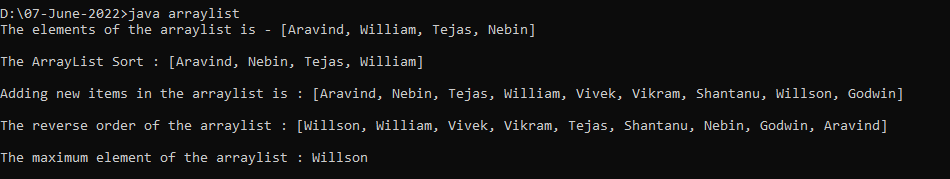 D:\07-June-2022>java arraylist
The elements of the arraylist is - [Aravind, William, Tejas, Nebin]
The ArrayList Sort : [Aravind, Nebin, Tejas, William]
Adding new items in the arraylist is : [Aravind, Nebin, Tejas, William, Vivek, Vikram, Shantanu, Willson, Godwin]
The reverse order of the arraylist : [Willson, William, Vivek, Vikram, Tejas, Shantanu, Nebin, Godwin, Aravind]
The maximum element of the arraylist : Willson